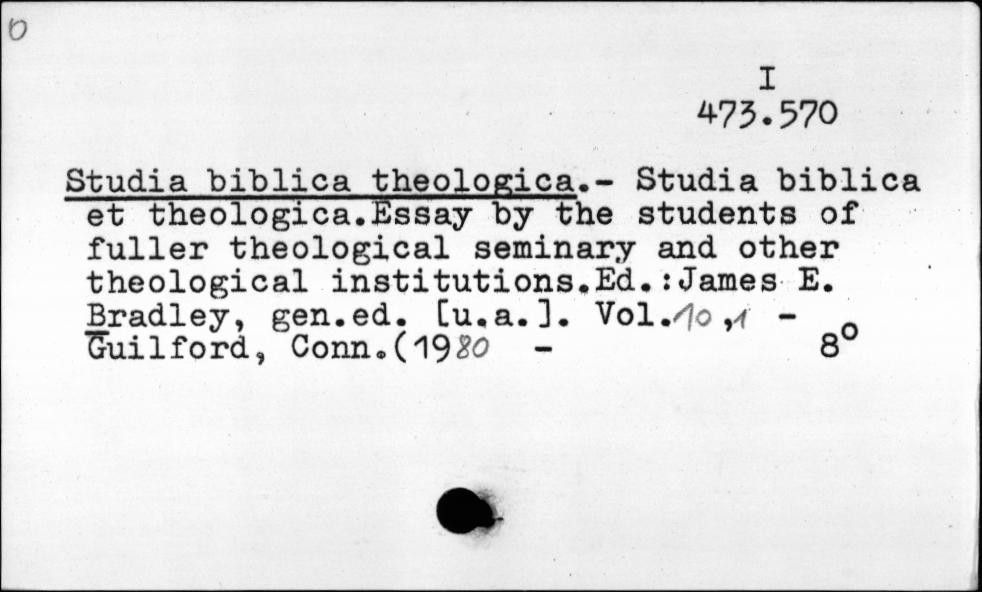 0
I
473.570
Studia biblica theologica.- Studia biblica
et theologica.Essay by the students of
fuller theological seminary and other
theological institutions.Ed.:James E.
Bradley, gen.ed. [u.a.]. Vol.10,1 -
Guilford, Conn.(1980 - 8°